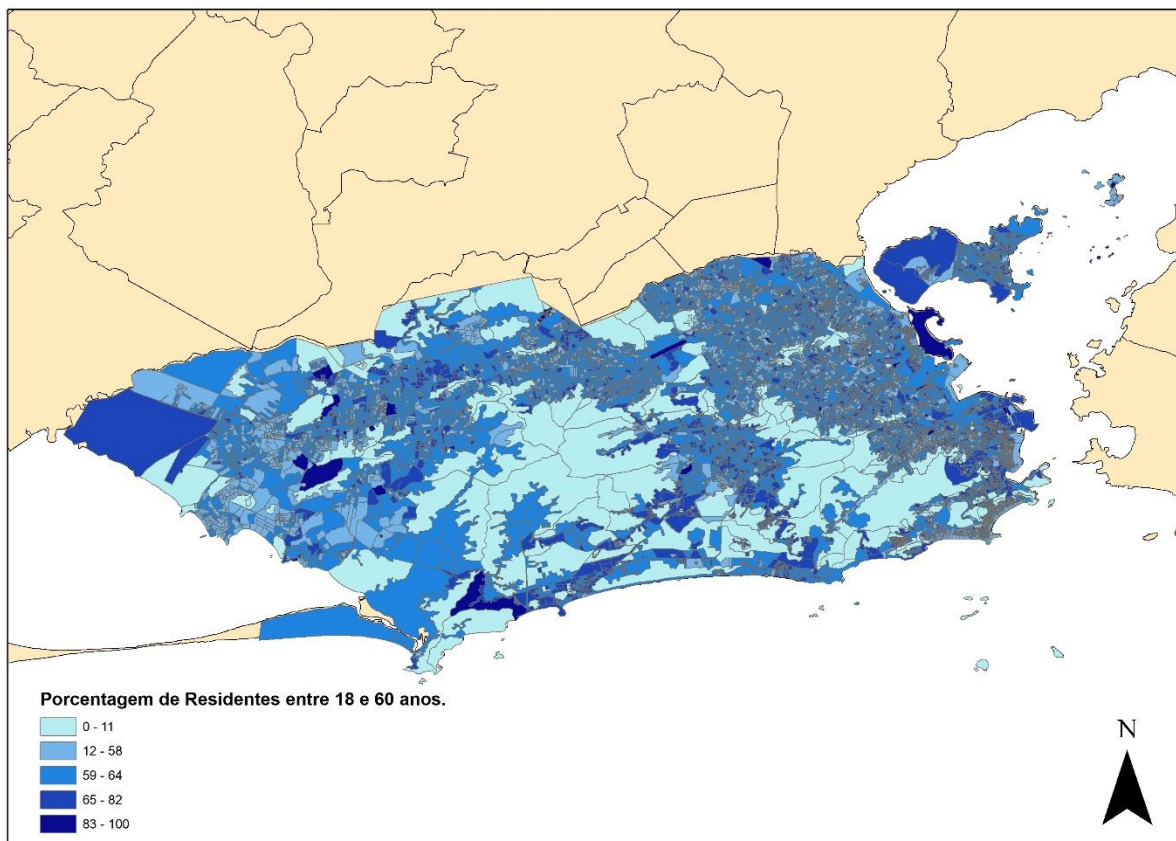 Porcentagem de Residentes entre 18 e 60 anos.
0 - 11
12 - 58
59 - 64
65 - 82
83 - 100
N